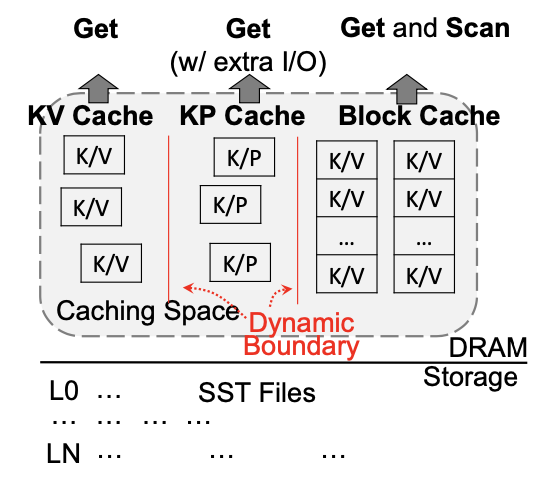 Get
Get
(w/ extra I/O)
Get and Scan
KV Cache
KP Cache
Block Cache
K/V
K/V
K/V
K/P
K/P
K/P
K/V
K/V
...
K/V
K/V
K/V
...
K/V
Caching Space
Dynamic
Boundary
DRAM
Storage
L0 ... SST Files
... ... ... ...
LN ... ... ...